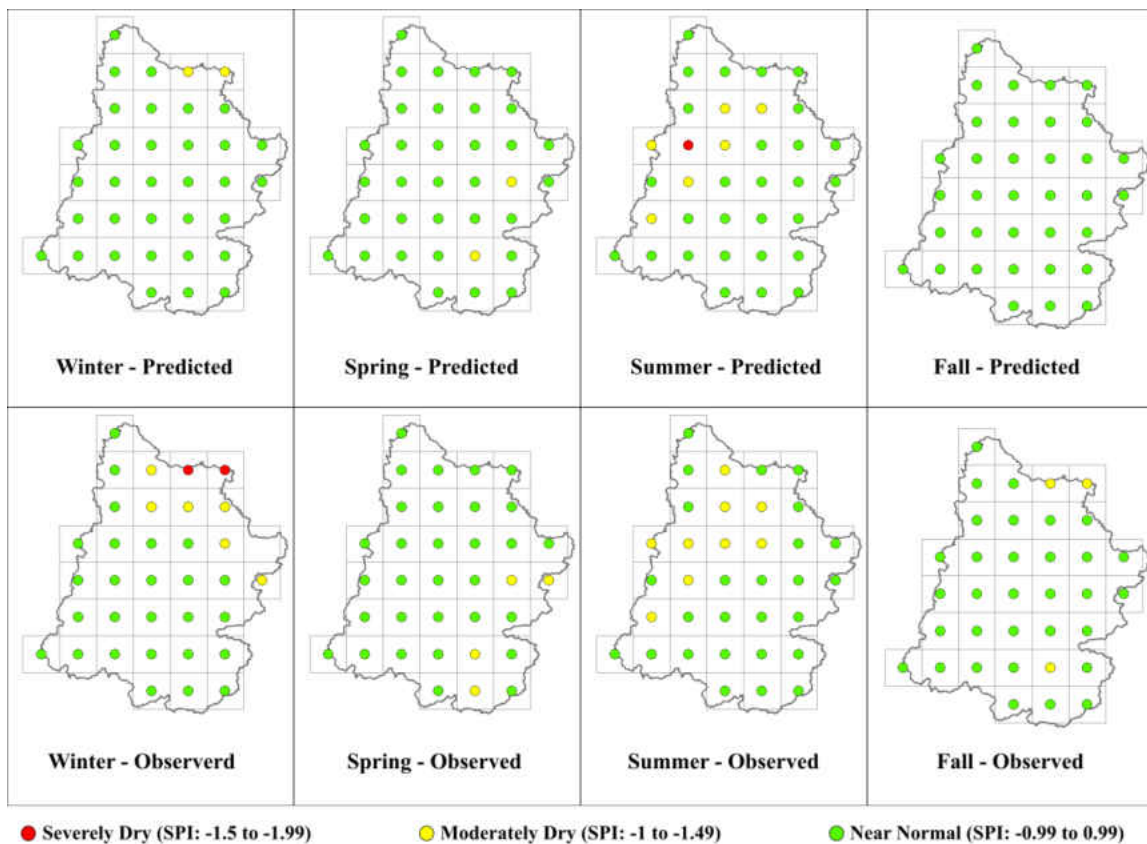 Winter - Predicted
Spring - Predicted
Summer - Predicted
Fall - Predicted
Winter - Observerd
Spring - Observed
Summer - Observed
Fall - Observed
Severely Dry (SPI: -1.5 to -1.99)
Moderately Dry (SPI: -1 to -1.49)
Near Normal (SPI: -0.99 to 0.99)